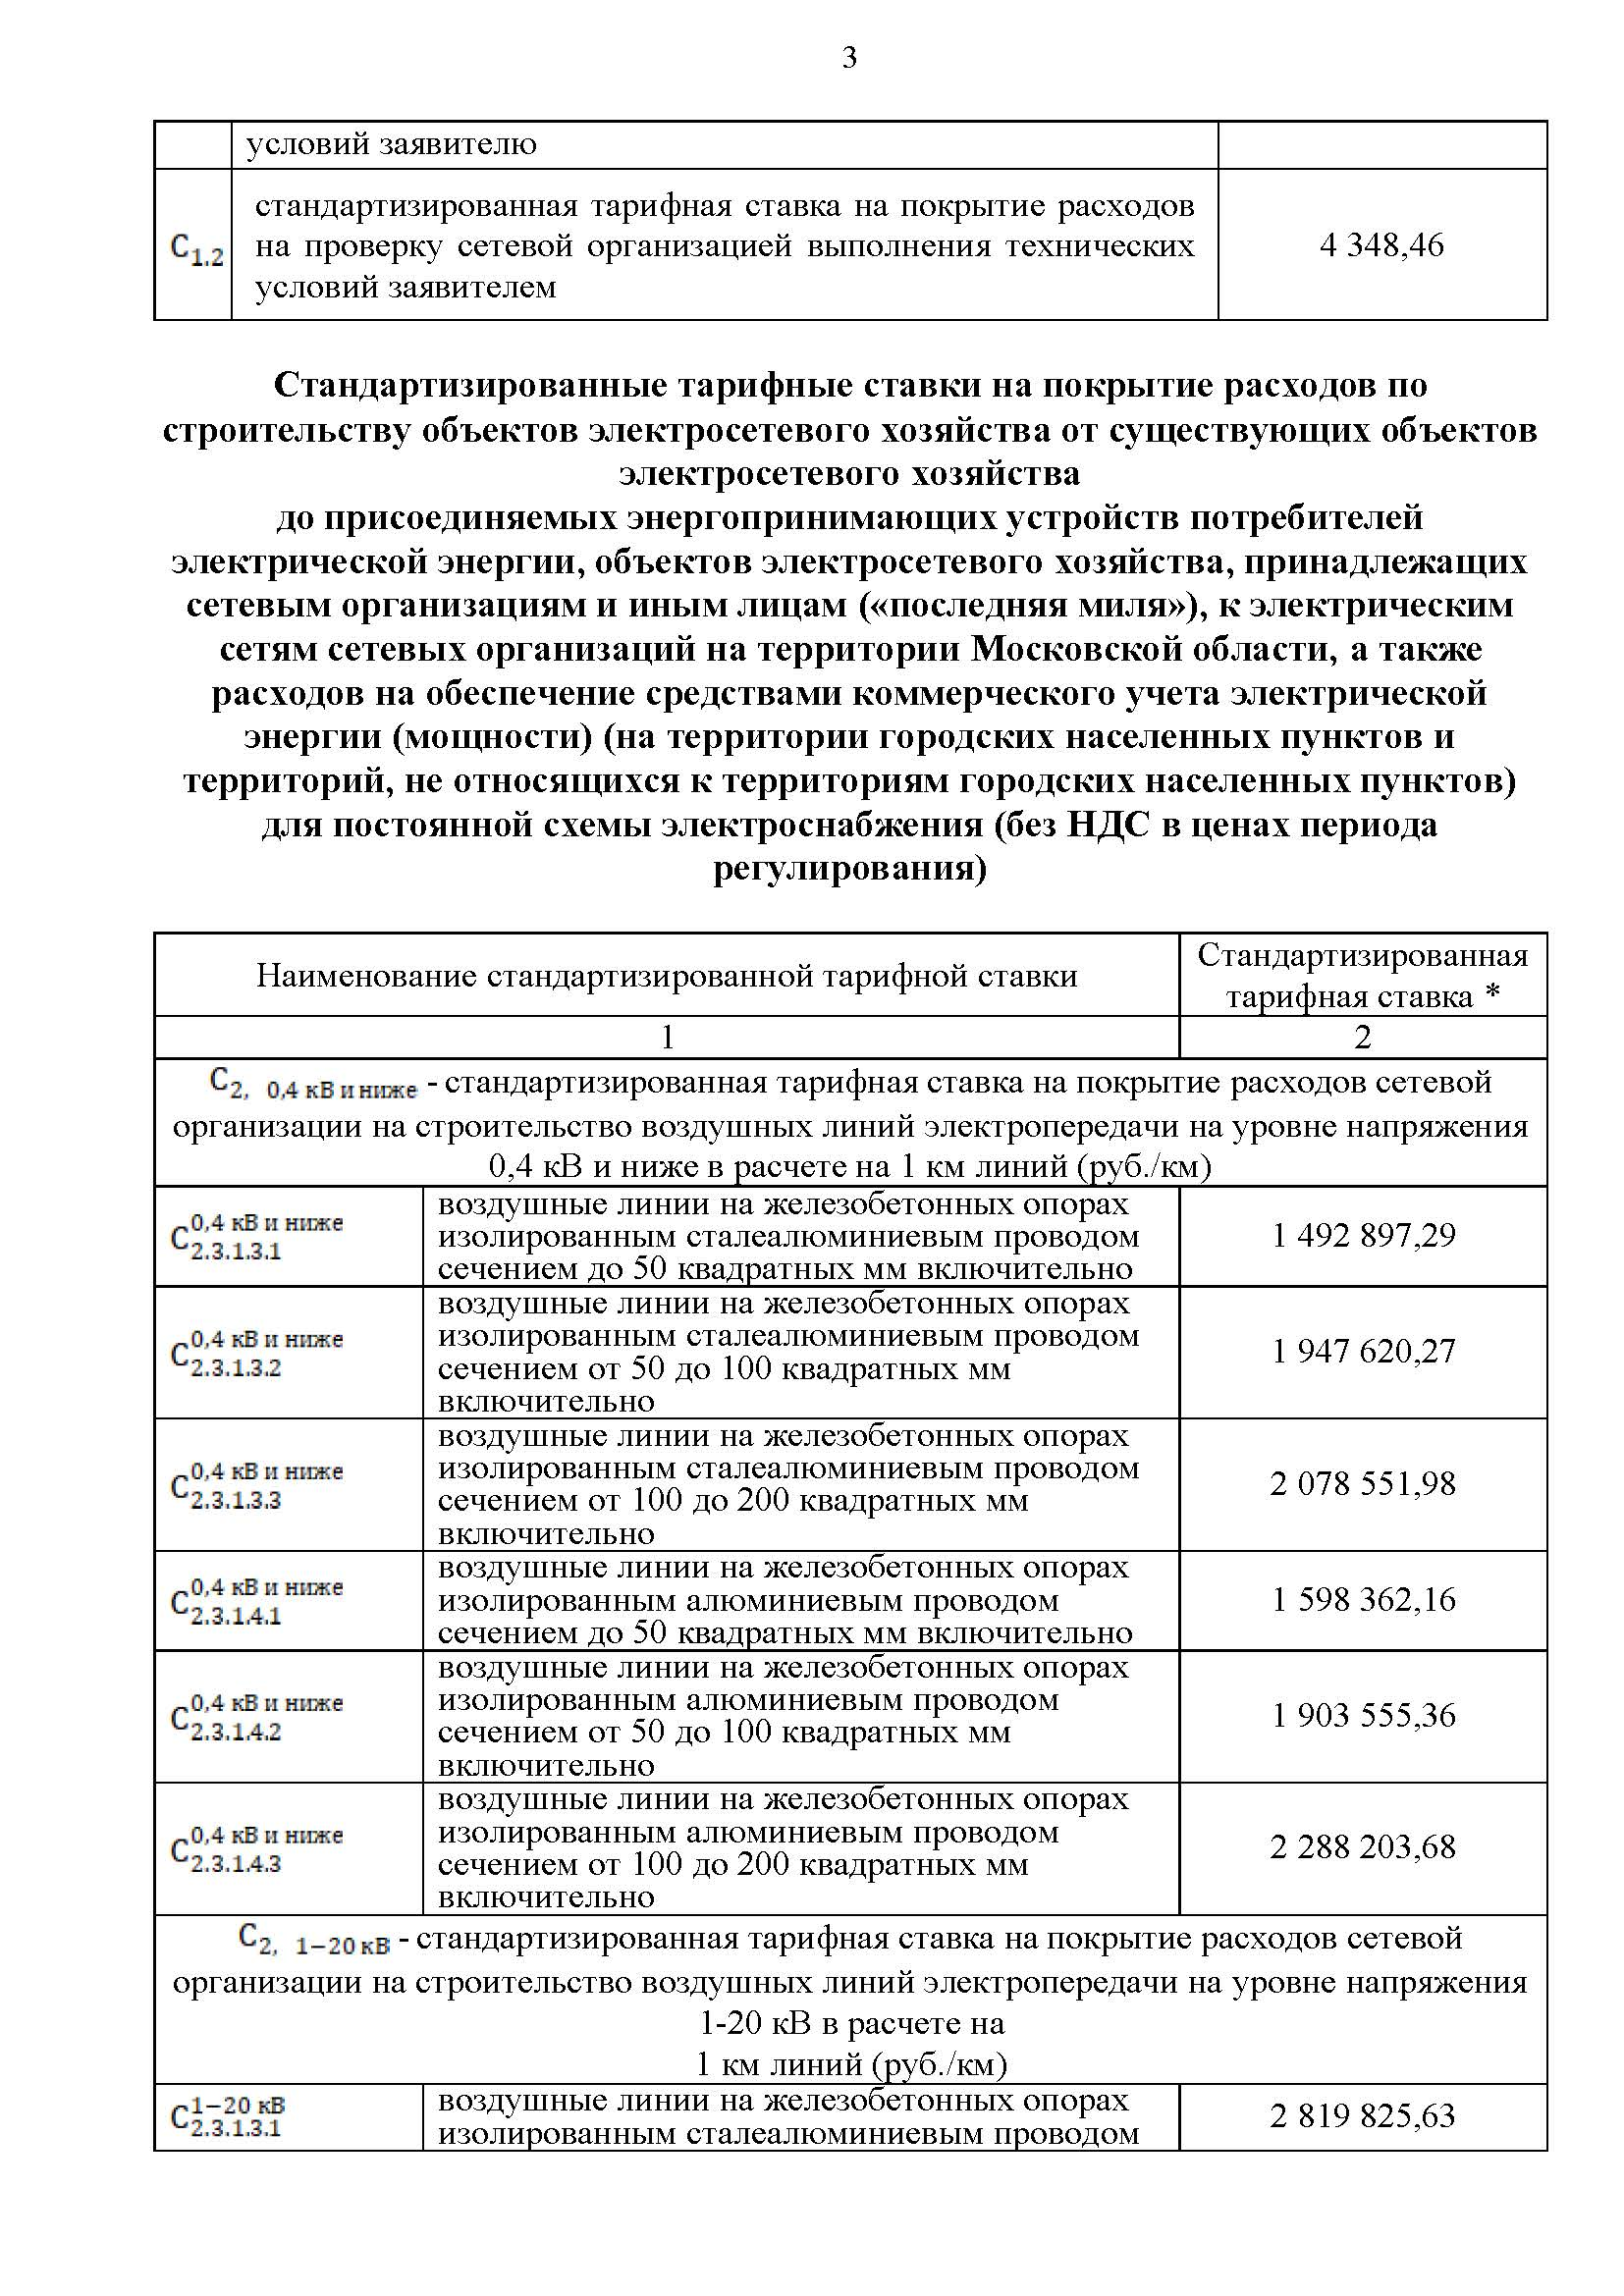 3
условий заявителю
C1.2
стандартизированная тарифная ставка на покрытие расходов
на проверку сетевой организацией выполнения технических
условий заявителем
4 348,46
Стандартизированные тарифные ставки на покрытие расходов по
строительству объектов электросетевого хозяйства от существующих объектов
электросетевого хозяйства
до присоединяемых энергопринимающих устройств потребителей
электрической энергии, объектов электросетевого хозяйства, принадлежащих
сетевым организациям и иным лицам («последняя миля»), к электрическим
сетям сетевых организаций на территории Московской области, а также
расходов на обеспечение средствами коммерческого учета электрической
энергии (мощности) (на территории городских населенных пунктов и
территорий, не относящихся к территориям городских населенных пунктов)
для постоянной схемы электроснабжения (без НДС в ценах периода
регулирования)
Наименование стандартизированной тарифной ставки
Стандартизированная
тарифная ставка *
1
2
C2, 0,4 кВ и ниже - стандартизированная тарифная ставка на покрытие расходов сетевой
организации на строительство воздушных линий электропередачи на уровне напряжения
0,4 кВ и ниже в расчете на 1 км линий (руб./км)
C 0,4 кВ и ниже 2.3.1.3.1
воздушные линии на железобетонных опорах
изолированным сталеалюминиевым проводом
сечением до 50 квадратных мм включительно
1 492 897,29
C 0,4 кВ и ниже 2.3.1.3.2
воздушные линии на железобетонных опорах
изолированным сталеалюминиевым проводом
сечением от 50 до 100 квадратных мм
включительно
1 947 620,27
C 0,4 кВ и ниже 2.3.1.3.3
воздушные линии на железобетонных опорах
изолированным сталеалюминиевым проводом
сечением от 100 до 200 квадратных мм
включительно
2 078 551,98
C 0,4 кВ и ниже 2.3.1.4.1
воздушные линии на железобетонных опорах
изолированным алюминиевым проводом
сечением до 50 квадратных мм включительно
1 598 362,16
C 0,4 кВ и ниже 2.3.1.4.2
воздушные линии на железобетонных опорах
изолированным алюминиевым проводом
сечением от 50 до 100 квадратных мм
включительно
1 903 555,36
C 0,4 кВ и ниже 2.3.1.4.3
воздушные линии на железобетонных опорах
изолированным алюминиевым проводом
сечением от 100 до 200 квадратных мм
включительно
2 288 203,68
C2, 1−20 кВ - стандартизированная тарифная ставка на покрытие расходов сетевой
организации на строительство воздушных линий электропередачи на уровне напряжения
1-20 кВ в расчете на
1 км линий (руб./км)
C 1−20 кВ 2.3.1.3.1
воздушные линии на железобетонных опорах
изолированным сталеалюминиевым проводом
2 819 825,63